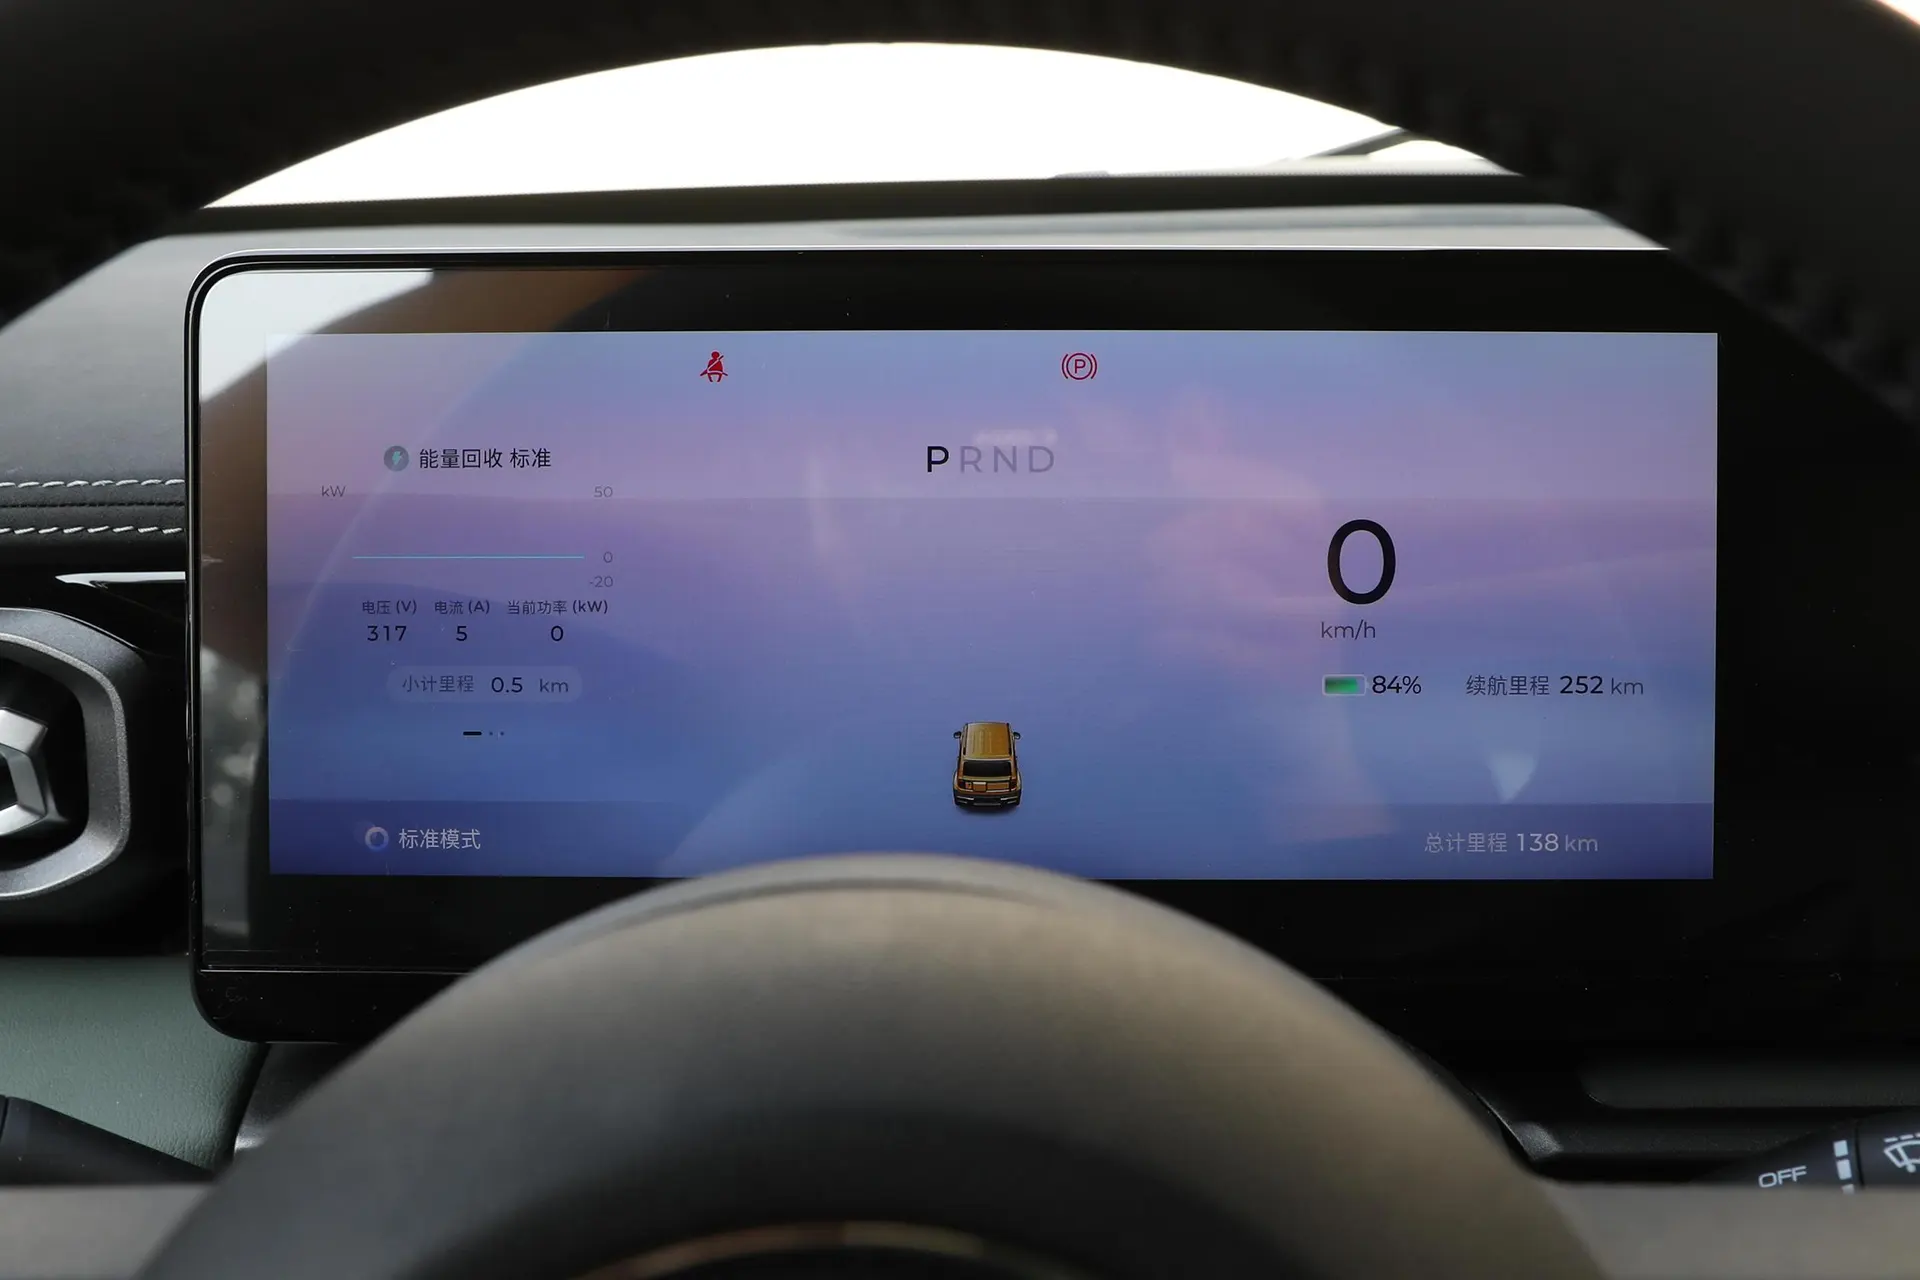 能量回收 标准
kW
50
0
-20
电压 (V) 电流 (A) 当前功率 (kW)
317 5 0
小计里程 0.5 km
标准模式
P
PRND
0
km/h
84% 续航里程 252 km
总计里程 138 km
OFF